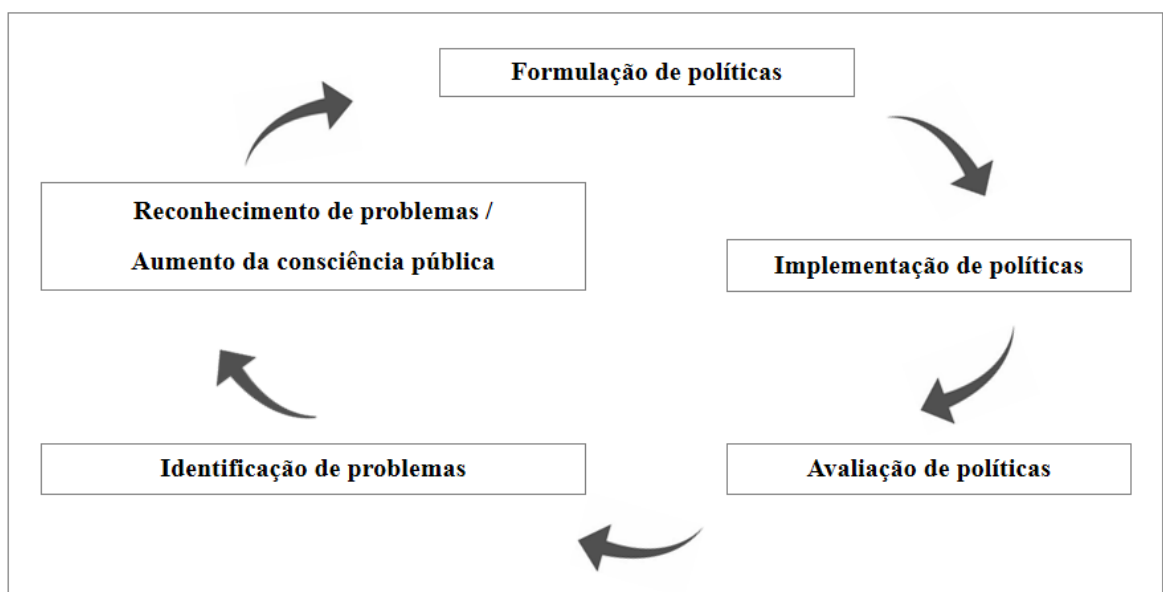 Formulação de políticas
Reconhecimento de problemas /
Aumento da consciência pública
Implementação de políticas
Identificação de problemas
Avaliação de políticas